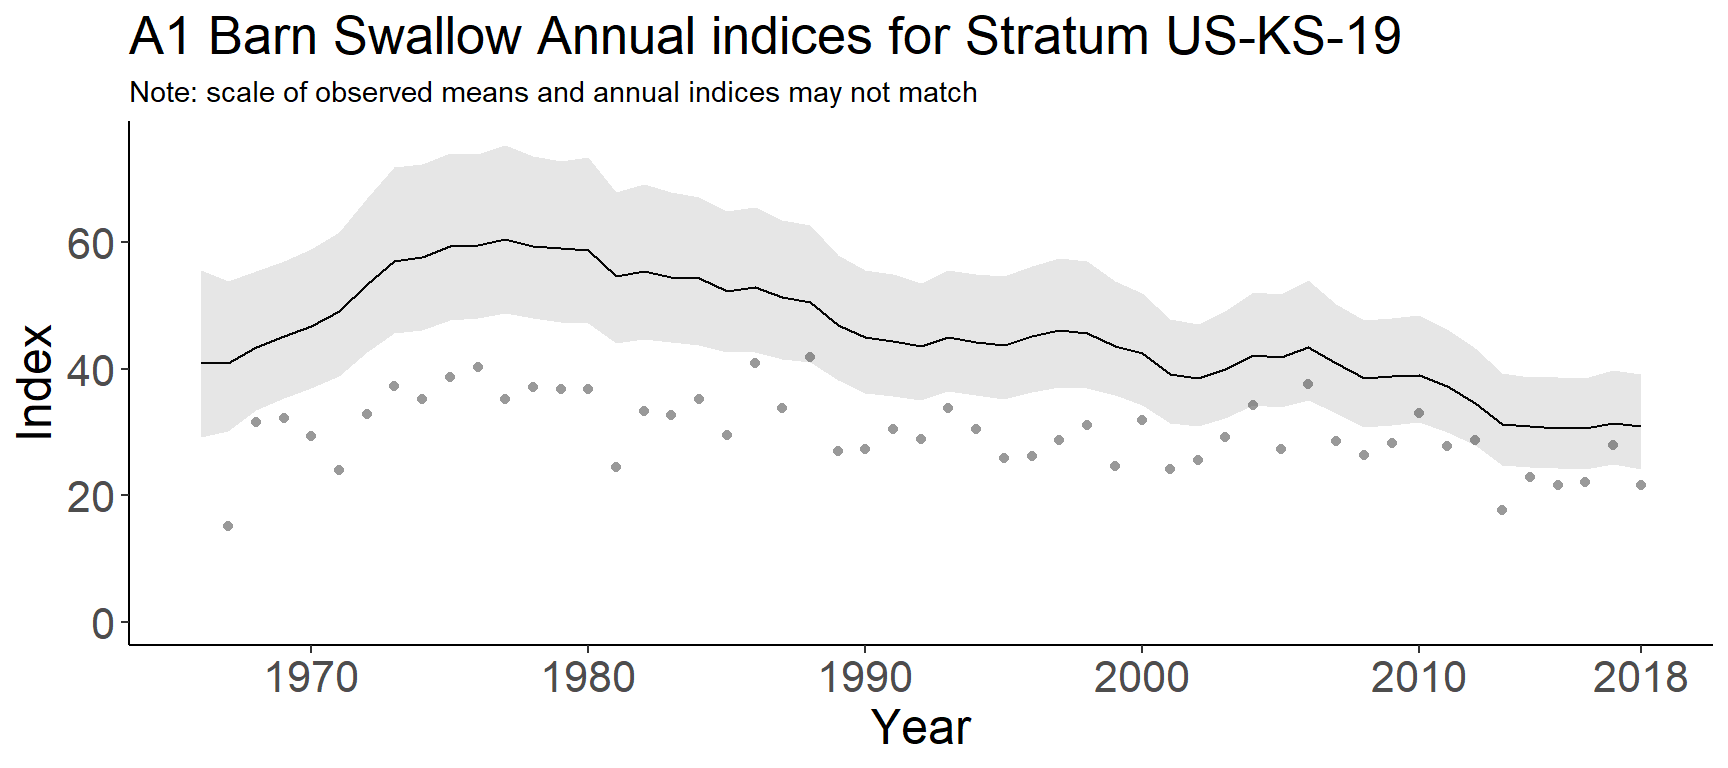 A1 Barn Swallow Annual indices for Stratum US-KS-19
Note: scale of observed means and annual indices may not match
Index
60
40
20
0
1970 1980 1990 2000 2010 2018
Year